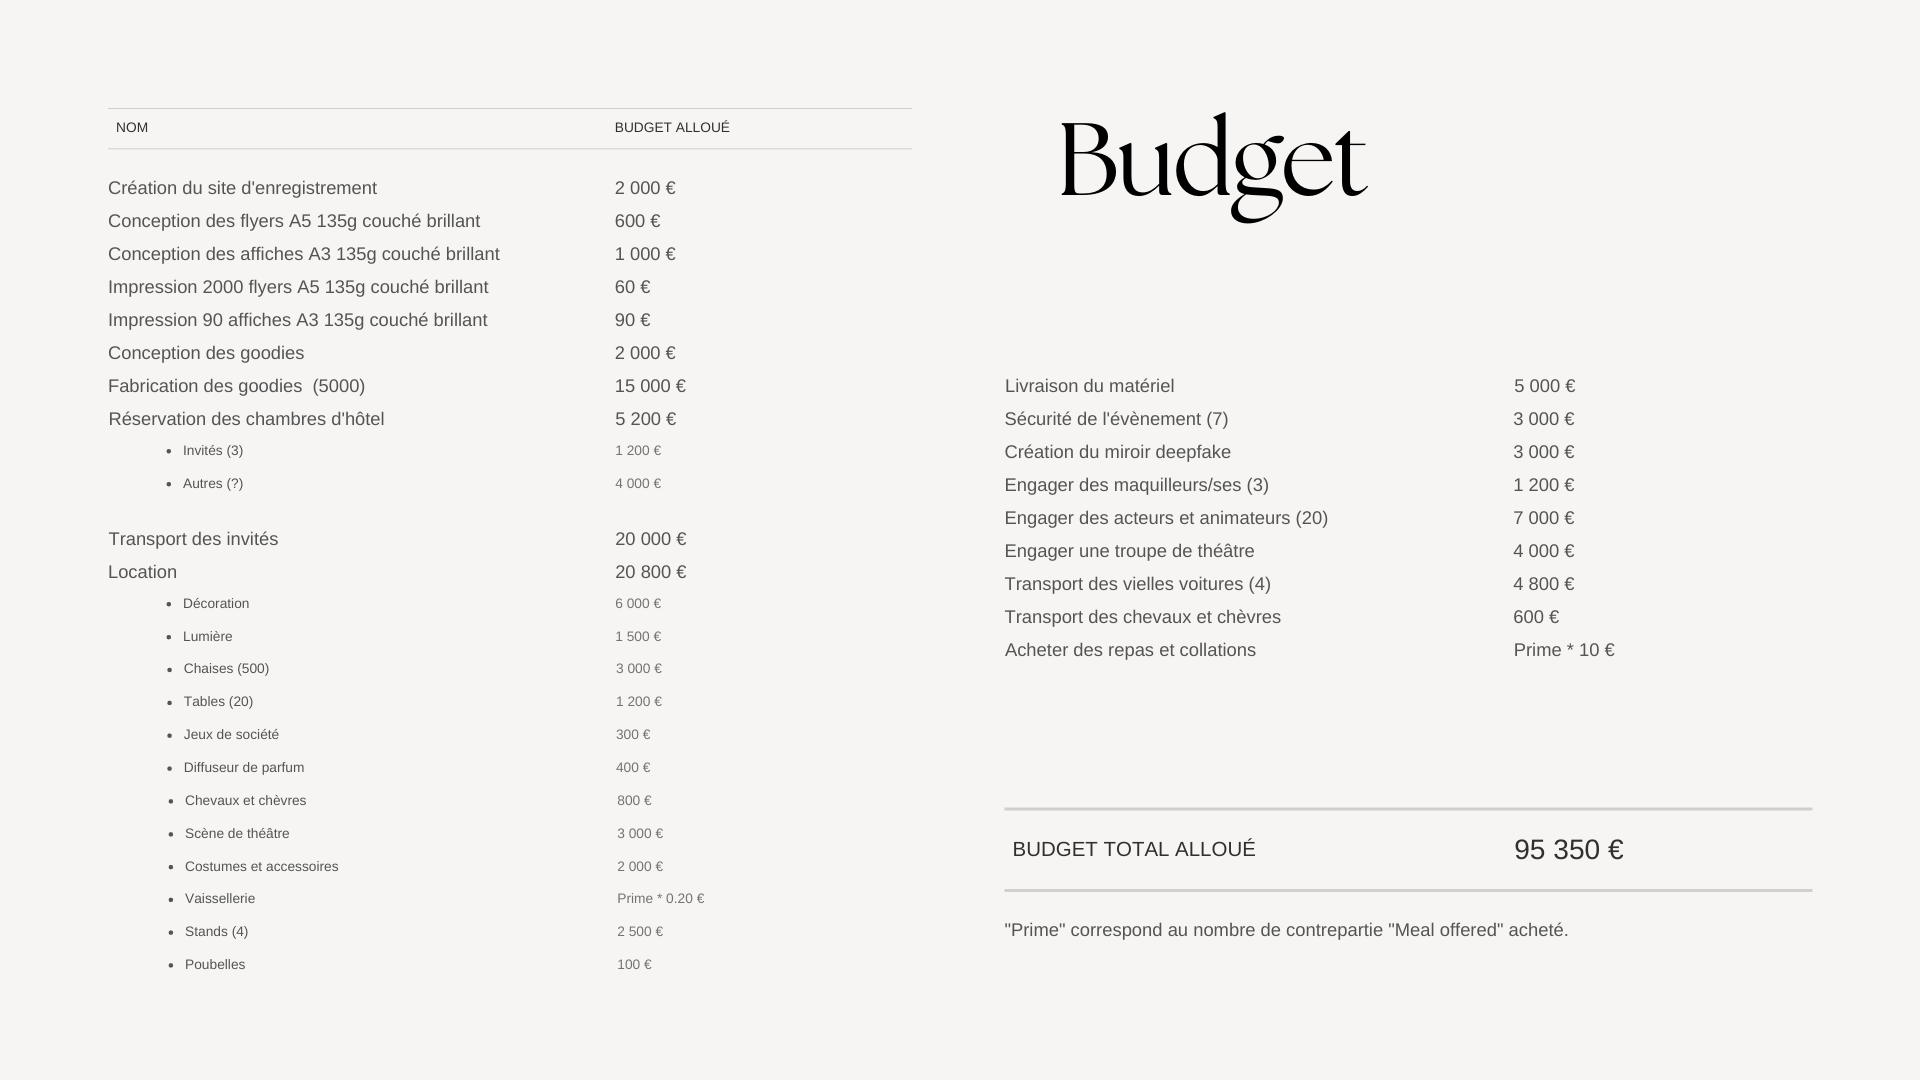 NOM BUDGET ALLOUÉ
Création du site d'enregistrement 2 000 €
Conception des flyers A5 135g couché brillant 600 €
Conception des affiches A3 135g couché brillant 1 000 €
Impression 2000 flyers A5 135g couché brillant 60 €
Impression 90 affiches A3 135g couché brillant 90 €
Conception des goodies 2 000 €
Fabrication des goodies (5000) 15 000 €
Réservation des chambres d'hôtel 5 200 €
• Invités (3) 1 200 €
• Autres (?) 4 000 €
Transport des invités 20 000 €
Location 20 800 €
• Décoration 6 000 €
• Lumière 1 500 €
• Chaises (500) 3 000 €
• Tables (20) 1 200 €
• Jeux de société 300 €
• Diffuseur de parfum 400 €
• Chevaux et chèvres 800 €
• Scène de théâtre 3 000 €
• Costumes et accessoires 2 000 €
• Vaissellerie Prime * 0.20 €
• Stands (4) 2 500 €
• Poubelles 100 €
Budget
Livraison du matériel 5 000 €
Sécurité de l'évènement (7) 3 000 €
Création du miroir deepfake 3 000 €
Engager des maquilleurs/ses (3) 1 200 €
Engager des acteurs et animateurs (20) 7 000 €
Engager une troupe de théâtre 4 000 €
Transport des vielles voitures (4) 4 800 €
Transport des chevaux et chèvres 600 €
Acheter des repas et collations Prime * 10 €
BUDGET TOTAL ALLOUÉ 95 350 €
"Prime" correspond au nombre de contrepartie "Meal offered" acheté.